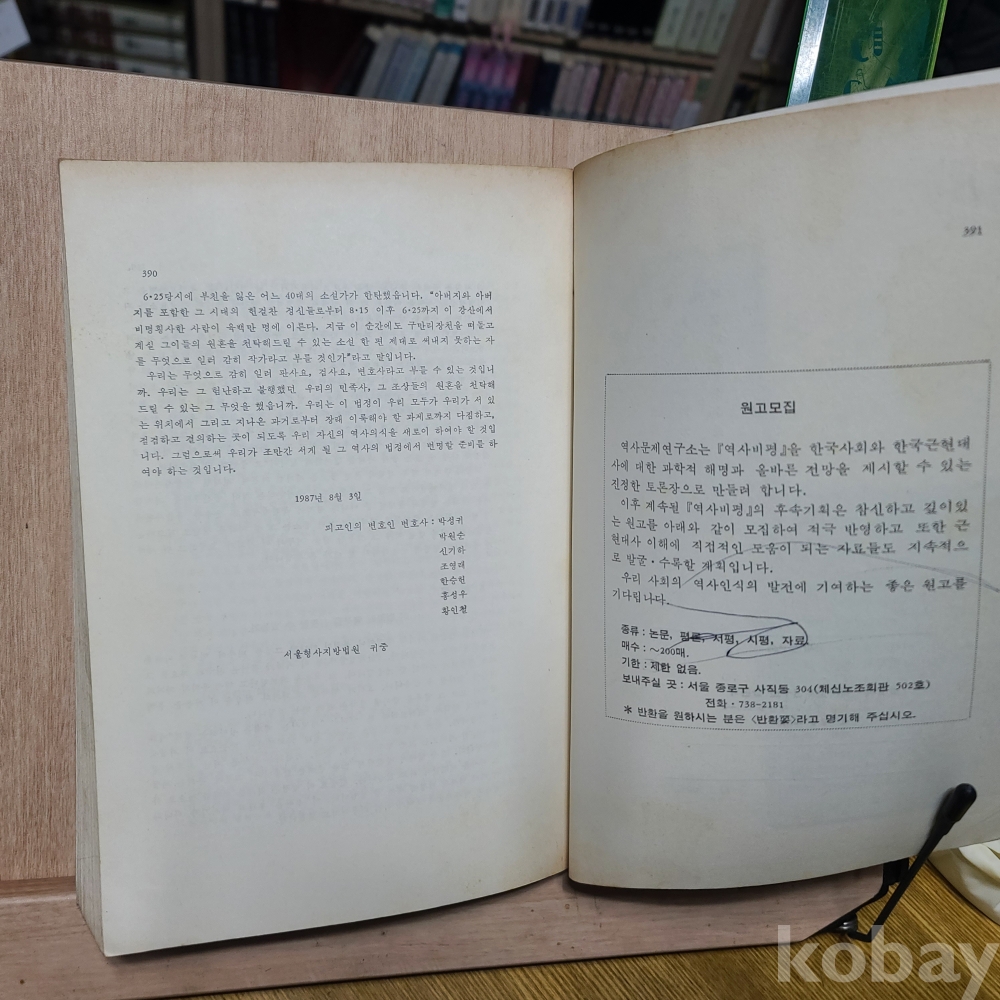 390
6·25당시에 부친을 잃은 어느 40대의 소설가가 한탄했읍니다. "아버지와 아버
지를 포함한 그 시대의 헌걸찬 정신들로부터 8·15 이후 6·25까지 이 강산에서
비명횡사한 사람이 육백만 명에 이른다. 지금 이 순간에도 구만리장천을 떠돌고
계실 그이들의 원혼을 천탁해드릴 수 있는 소설 한 편 제대로 써내지 못하는 자
를 무엇으로 일러 감히 작가라고 부를 것인가"라고 말입니다.
우리는 무엇으로 감히 일러 판사요, 검사요, 변호사라고 부를 수 있는 것입니
까. 우리는 그 험난하고 불행했던 우리의 민족사, 그 조상들의 원혼을 천탁해
드릴 수 있는 그 무엇을 했읍니까. 우리는 이 법정이 우리 모두가 우리가 서 있
는 위치에서 그리고 지나온 과거로부터 장래 이룩해야 할 과제로까지 다짐하고,
점검하고 결의하는 곳이 되도록 우리 자신의 역사의식을 새로이 하여야 할 것입
니다. 그럼으로써 우리가 조만간 서게 될 그 역사의 법정에서 변명할 준비를 하
여야 하는 것입니다.
1987년 8월 3일
피고인의 변호인 변호사 : 박성귀
박원순
신기하
조영래
한승헌
홍성우
황인철
서울형사지방법원 귀중
391
원고모집
역사문제연구소는 『역사비평』을 한국사회와 한국근현대
사에 대한 과학적 해명과 올바른 전망을 제시할 수 있는
진정한 토론장으로 만들려 합니다.
이후 계속될 『역사비평』의 후속기획은 참신하고 깊이있
는 원고를 아래와 같이 모집하여 적극 반영하고 또한 근
현대사 이해에 직접적인 도움이 되는 자료들도 지속적으
로 발굴·수록할 계획입니다.
우리 사회의 역사인식의 발전에 기여하는 좋은 원고를
기다립니다.
종류 : 논문, 평론, 서평, 시평, 자료
매수 : ~200매.
기한 : 제한 없음.
보내주실 곳 : 서울 종로구 사직동 304(체신노조회관 502호)
전화·738-2181
* 반환을 원하시는 분은 〈반환要〉라고 명기해 주십시오.
kobay